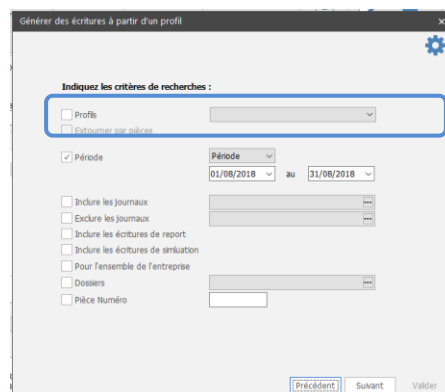 Générer des écritures à partir d'un profil
Indiquez les critères de recherches :
Profils
Extourner par pièces
Période Période
01/08/2018 au 31/08/2018
Inclure les journaux
Exclure les journaux
Inclure les écritures de report
Inclure les écritures de simluation
Pour l'ensemble de l'entreprise
Dossiers
Pièce Numéro
Précédent Suivant Valider